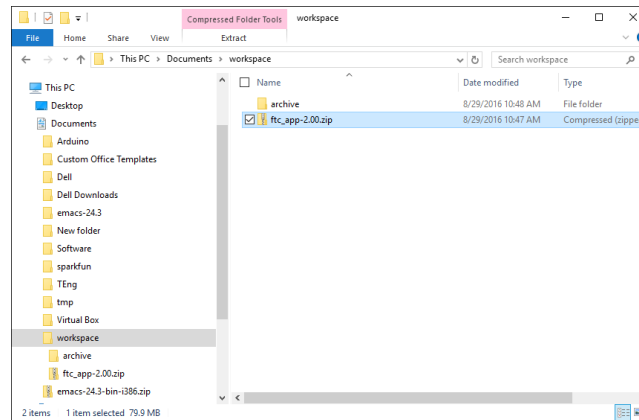 Compressed Folder Tools workspace
File Home Share View Extract
This PC Documents workspace Search workspace
Name Date modified Type
archive 8/29/2016 10:48 AM File folder
ftc_app-2.00.zip 8/29/2016 10:47 AM Compressed (zippe
This PC
Desktop
Documents
Arduino
Custom Office Templates
Dell
Dell Downloads
emacs-24.3
New folder
Software
sparkfun
TEng
tmp
Virtual Box
workspace
archive
ftc_app-2.00.zip
emacs-24.3-bin-i386.zip
2 items 1 item selected 79.9 MB